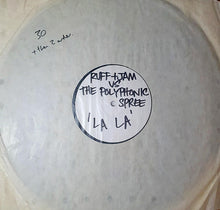 30
RUFF + JAM
VS
THE POLYPHONIC
SPREE
'LA LA'